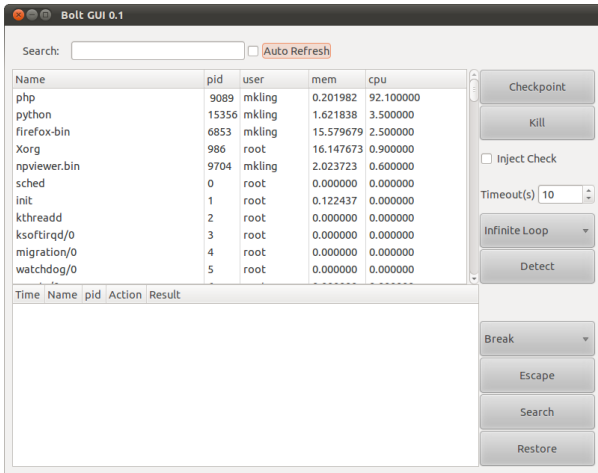 Bolt GUI 0.1
Search: Auto Refresh
Name pid user mem cpu
php 9089 mkling 0.201982 92.100000
python 15356 mkling 1.621838 3.500000
firefox-bin 6853 mkling 15.579679 2.500000
Xorg 986 root 16.147673 0.900000
npviewer.bin 9704 mkling 2.023723 0.600000
sched 0 root 0.000000 0.000000
init 1 root 0.122437 0.000000
kthreadd 2 root 0.000000 0.000000
ksoftirqd/0 3 root 0.000000 0.000000
migration/0 4 root 0.000000 0.000000
watchdog/0 5 root 0.000000 0.000000
Time Name pid Action Result
Checkpoint
Kill
Inject Check
Timeout(s) 10
Infinite Loop
Detect
Break
Escape
Search
Restore